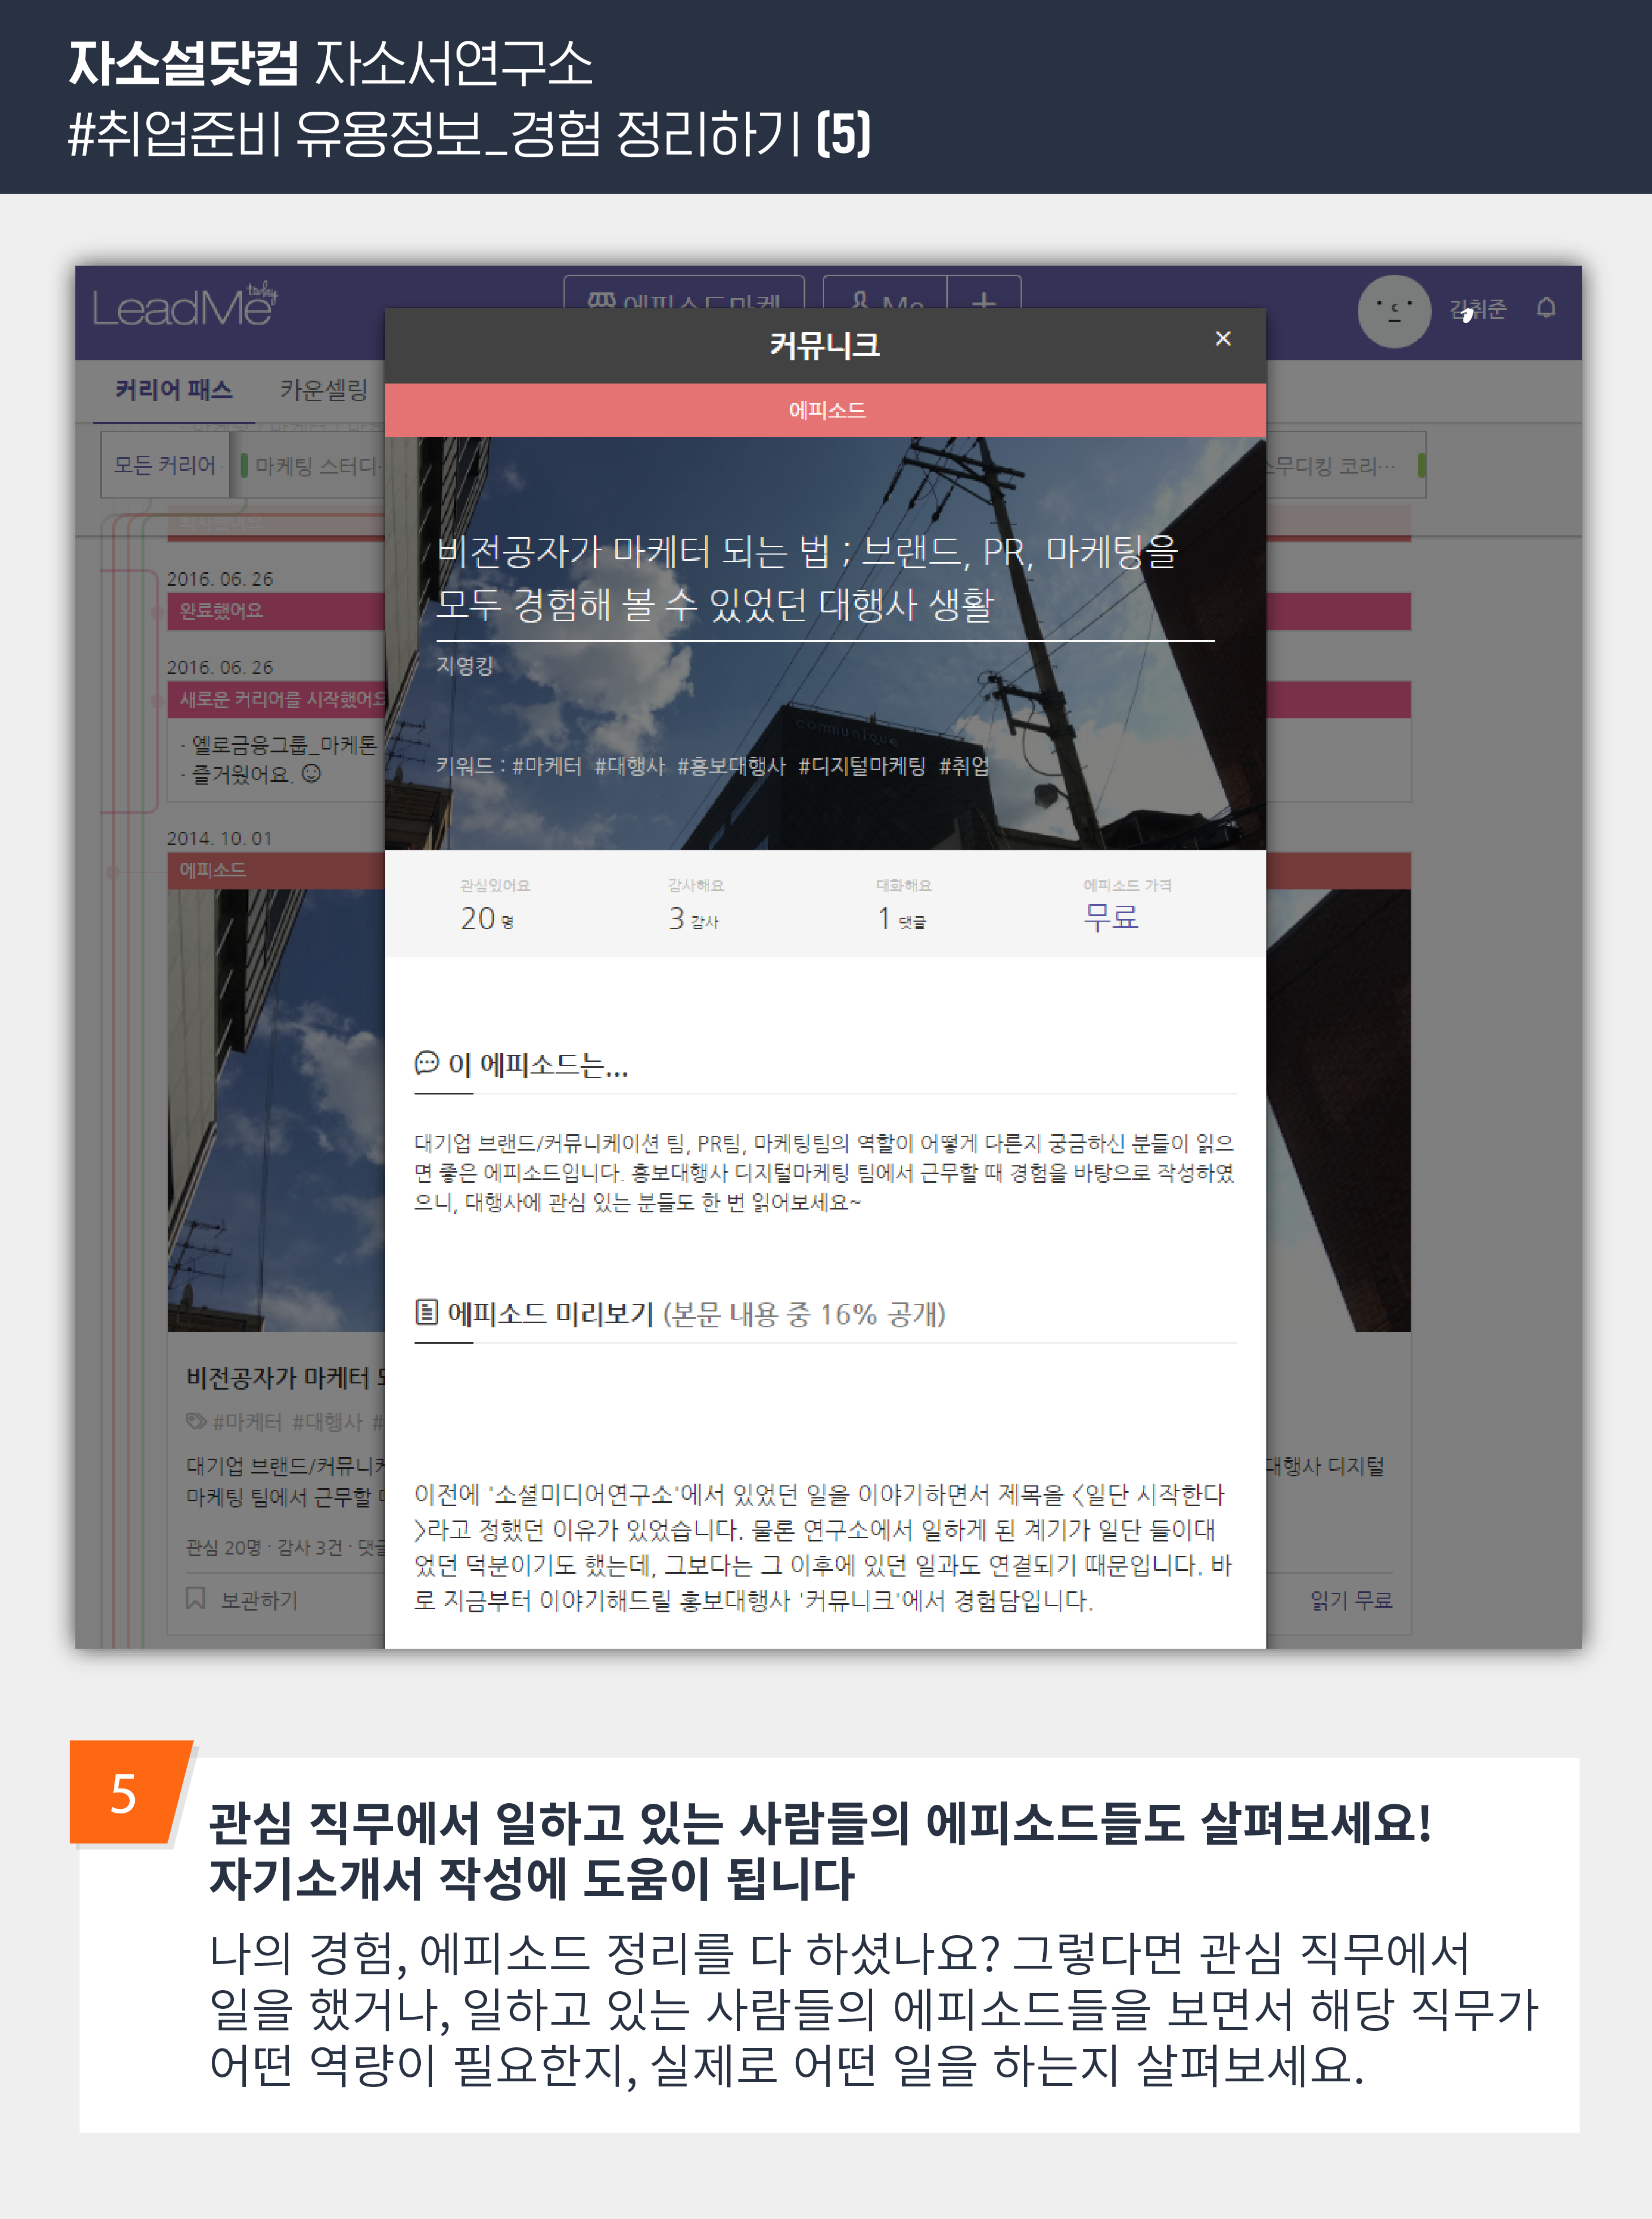 자소설닷컴 자소서연구소
#취업준비 유용정보_경험 정리하기 (5)
LeadMe today
에피소드마켓
Me
김취준
커뮤니크
커리어 패스 카운셀링
에피소드
모든 커리어 마케팅 스터디··
스무디킹 코리···
퇴사했어요
비전공자가 마케터 되는 법 ; 브랜드, PR, 마케팅을
모두 경험해 볼 수 있었던 대행사 생활
지영킹
communique
키워드 : #마케터 #대행사 #홍보대행사 #디지털마케팅 #취업
2016. 06. 26
완료했어요
2016. 06. 26
새로운 커리어를 시작했어요
· 옐로금융그룹_마케톤
· 즐거웠어요.
2014. 10. 01
에피소드
관심있어요 감사해요 대화해요 에피소드 가격
20 명 3 감사 1 댓글 무료
이 에피소드는...
대기업 브랜드/커뮤니케이션 팀, PR팀, 마케팅팀의 역할이 어떻게 다른지 궁금하신 분들이 읽으
면 좋은 에피소드입니다. 홍보대행사 디지털마케팅 팀에서 근무할 때 경험을 바탕으로 작성하였
으니, 대행사에 관심 있는 분들도 한 번 읽어보세요~
에피소드 미리보기 (본문 내용 중 16% 공개)
이전에 '소셜미디어연구소'에서 있었던 일을 이야기하면서 제목을 <일단 시작한다
>라고 정했던 이유가 있었습니다. 물론 연구소에서 일하게 된 계기가 일단 들이대
었던 덕분이기도 했는데, 그보다는 그 이후에 있던 일과도 연결되기 때문입니다. 바
로 지금부터 이야기해드릴 홍보대행사 '커뮤니크'에서 경험담입니다.
비전공자가 마케터
#마케터 #대행사 #
대기업 브랜드/커뮤니케
마케팅 팀에서 근무할
대행사 디지털
관심 20명 · 감사 3건 · 댓글
보관하기
읽기 무료
5
관심 직무에서 일하고 있는 사람들의 에피소드들도 살펴보세요!
자기소개서 작성에 도움이 됩니다
나의 경험, 에피소드 정리를 다 하셨나요? 그렇다면 관심 직무에서
일을 했거나, 일하고 있는 사람들의 에피소드들을 보면서 해당 직무가
어떤 역량이 필요한지, 실제로 어떤 일을 하는지 살펴보세요.